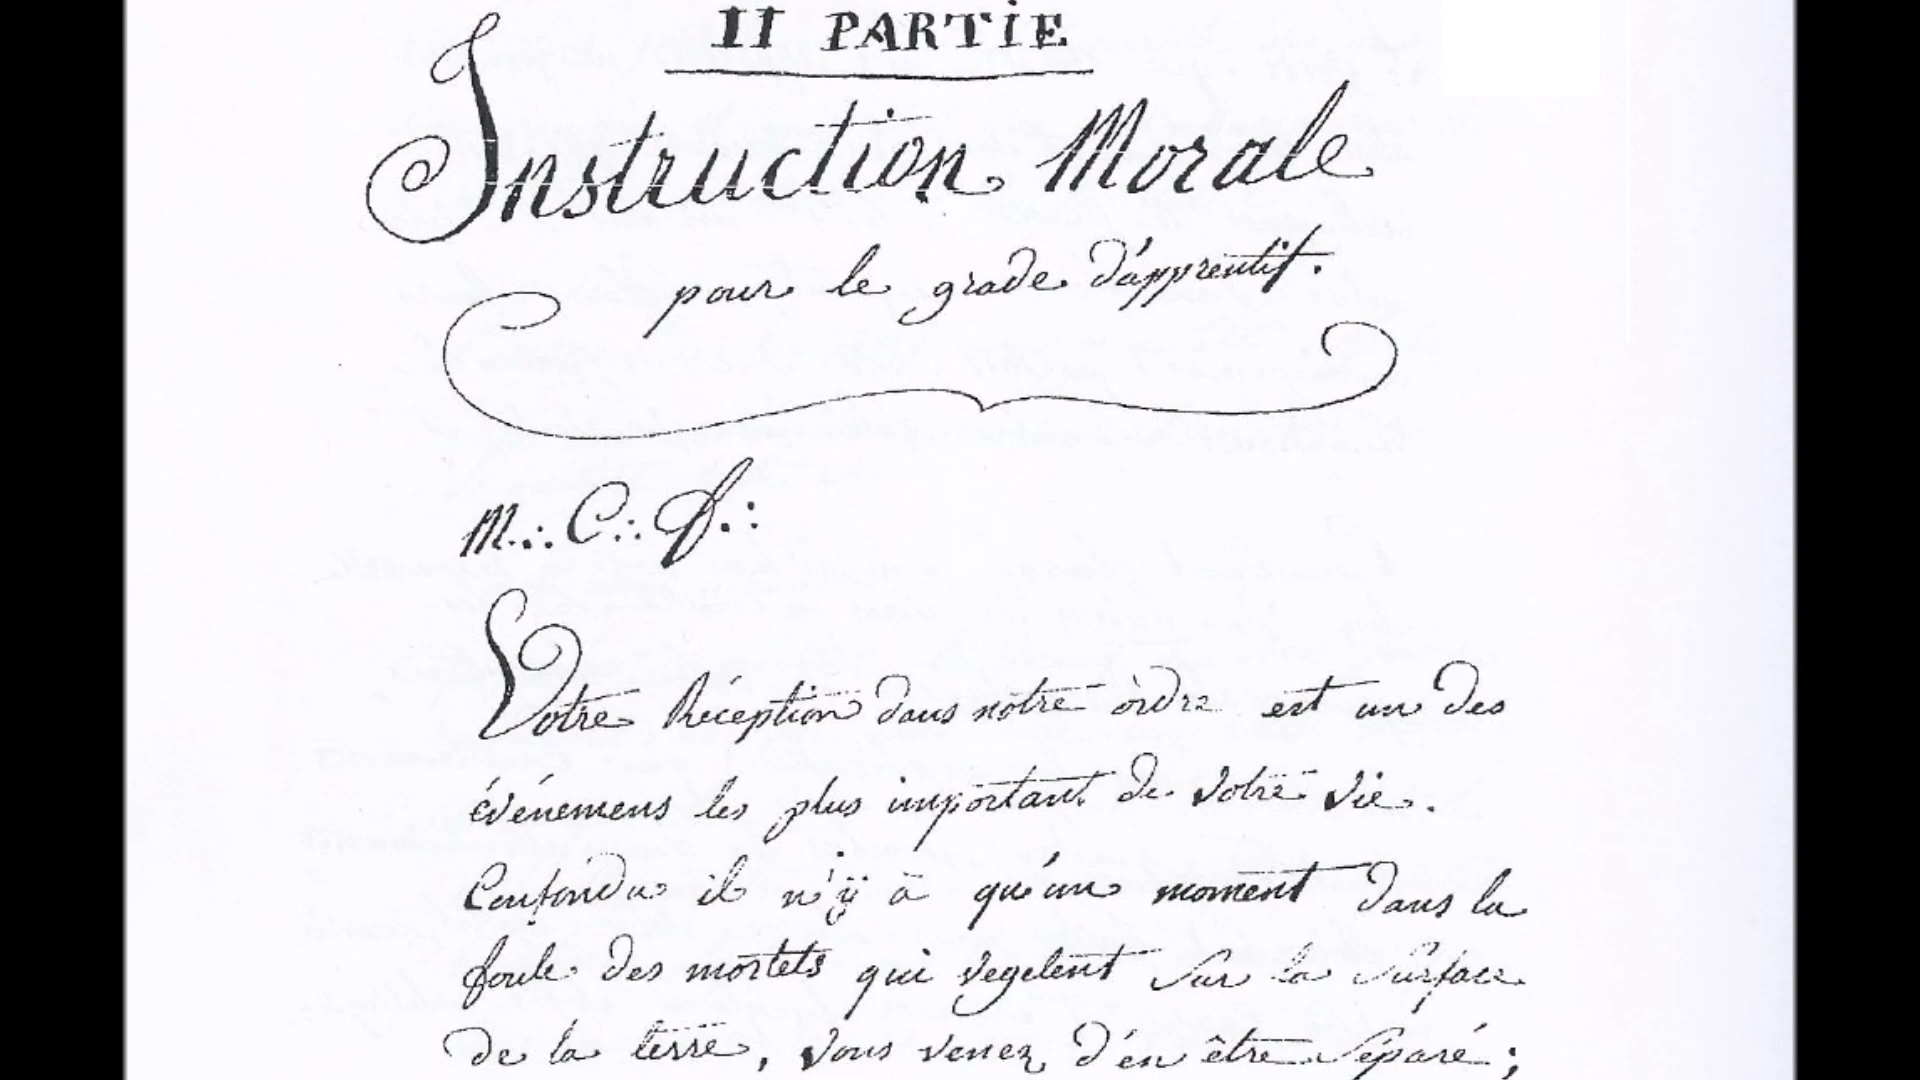 II PARTIE
Instruction Morale
pour le grade d'apprentif.
M∴ C∴ F∴
Votre Réception dans notre òrdre est un des
événemens les plus important de votre vie.
Confondu il n'ÿ à qu'un moment dans la
foule des mortels qui vegetent sur la surface
de la terre, vous venez d'en être séparé;